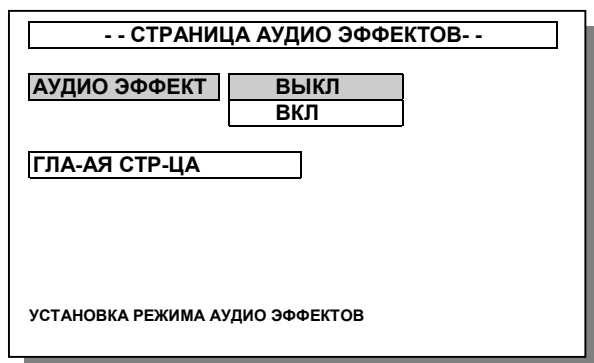 - - СТРАНИЦА АУДИО ЭФФЕКТОВ- -
АУДИО ЭФФЕКТ ВЫКЛ
ВКЛ
ГЛА-АЯ СТР-ЦА
УСТАНОВКА РЕЖИМА АУДИО ЭФФЕКТОВ